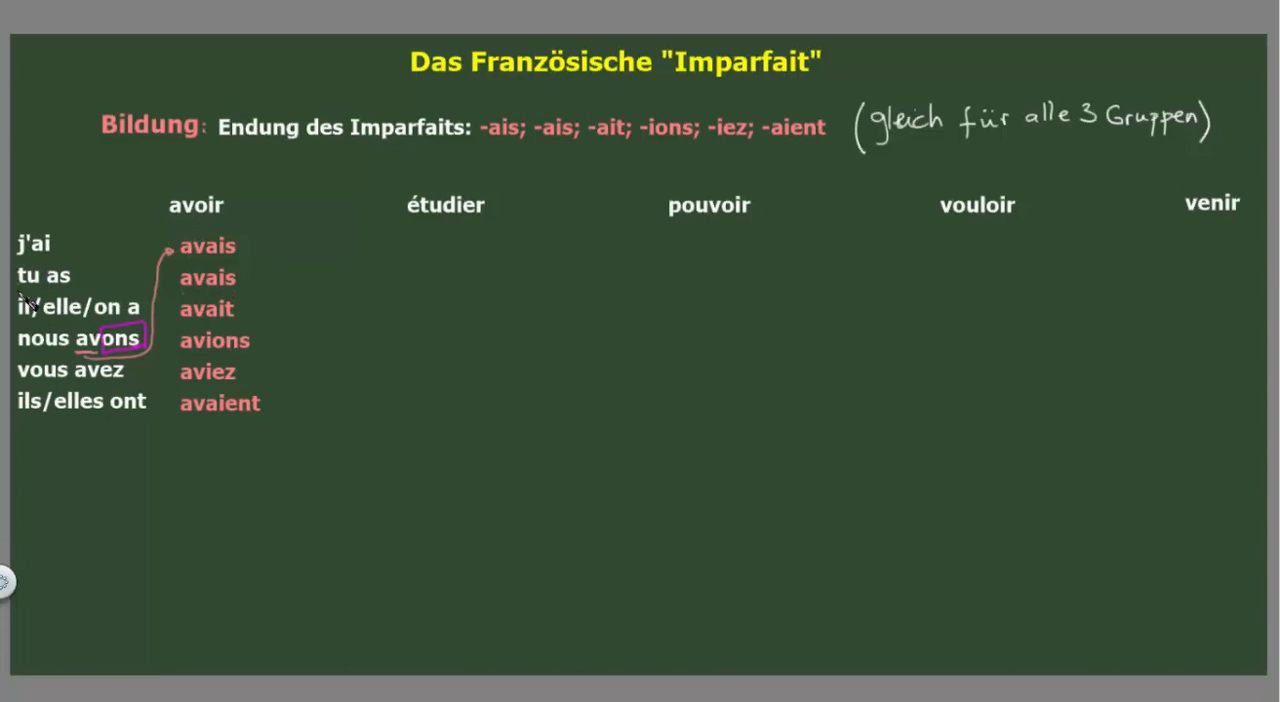 Das Französische "Imparfait"
Bildung: Endung des Imparfaits: -ais; -ais; -ait; -ions; -iez; -aient (gleich für alle 3 Gruppen)
avoir étudier pouvoir vouloir venir
j'ai avais
tu as avais
il/elle/on a avait
nous avons avions
vous avez aviez
ils/elles ont avaient